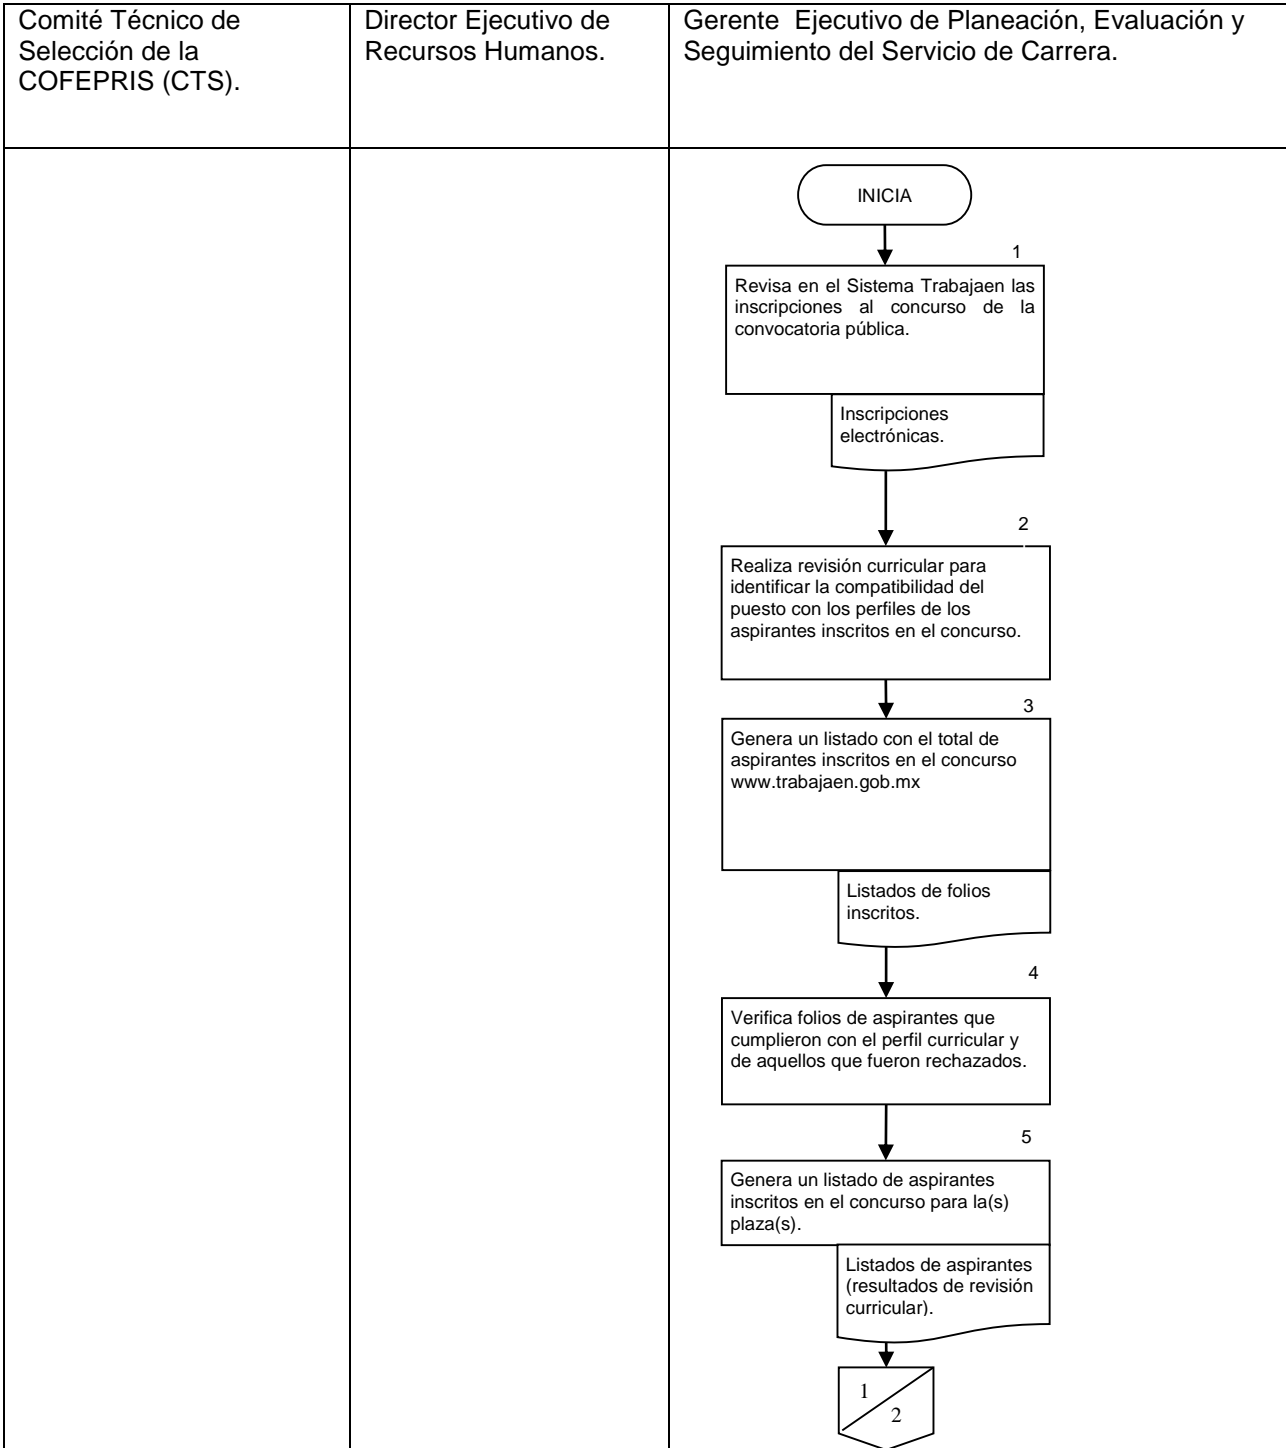 Comité Técnico de
Selección de la
COFEPRIS (CTS).
Director Ejecutivo de
Recursos Humanos.
Gerente  Ejecutivo de Planeación, Evaluación y
Seguimiento del Servicio de Carrera.
INICIA
1
Revisa en el Sistema Trabajaen las
inscripciones al concurso de la
convocatoria pública.
Inscripciones
electrónicas.
2
Realiza revisión curricular para
identificar la compatibilidad del
puesto con los perfiles de los
aspirantes inscritos en el concurso.
3
Genera un listado con el total de
aspirantes inscritos en el concurso
www.trabajaen.gob.mx
Listados de folios
inscritos.
4
Verifica folios de aspirantes que
cumplieron con el perfil curricular y
de aquellos que fueron rechazados.
5
Genera un listado de aspirantes
inscritos en el concurso para la(s)
plaza(s).
Listados de aspirantes
(resultados de revisión
curricular).
1
2